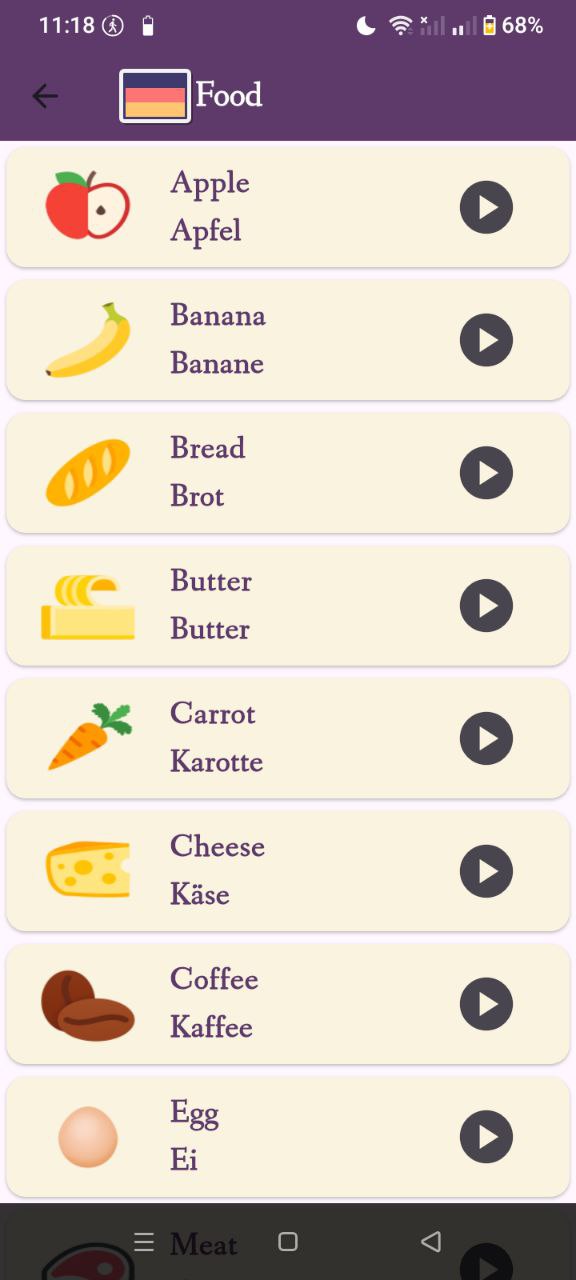 11:18
68%
Food
Apple
Apfel
Banana
Banane
Bread
Brot
Butter
Butter
Carrot
Karotte
Cheese
Käse
Coffee
Kaffee
Egg
Ei
Meat